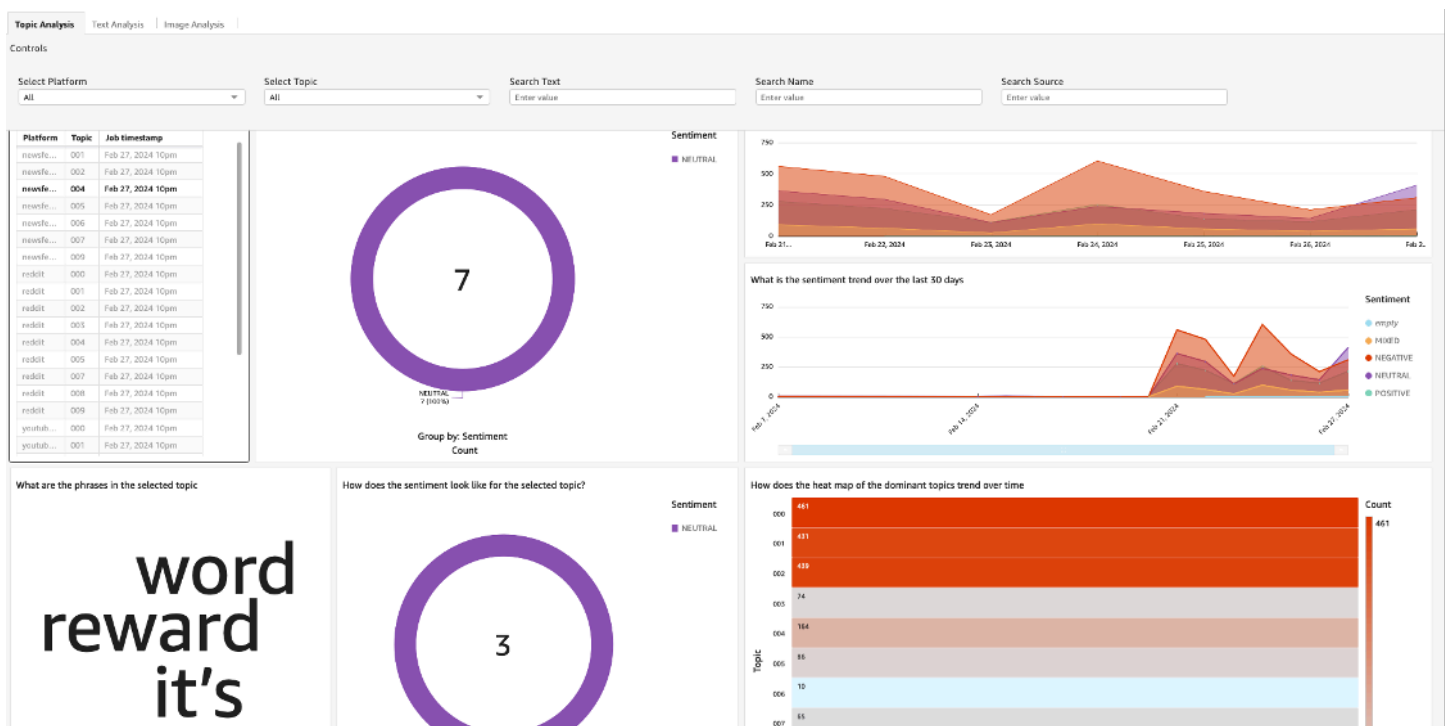 Topic Analysis Text Analysis Image Analysis
Controls
Select Platform Select Topic Search Text Search Name Search Source
All All Enter value Enter value Enter value
Platform Topic Job timestamp
newsfe... 001 Feb 27, 2024 10pm
newsfe... 002 Feb 27, 2024 10pm
newsfe... 004 Feb 27, 2024 10pm
newsfe... 005 Feb 27, 2024 10pm
newsfe... 006 Feb 27, 2024 10pm
newsfe... 007 Feb 27, 2024 10pm
newsfe... 009 Feb 27, 2024 10pm
reddit 000 Feb 27, 2024 10pm
reddit 001 Feb 27, 2024 10pm
reddit 002 Feb 27, 2024 10pm
reddit 003 Feb 27, 2024 10pm
reddit 004 Feb 27, 2024 10pm
reddit 005 Feb 27, 2024 10pm
reddit 007 Feb 27, 2024 10pm
reddit 008 Feb 27, 2024 10pm
reddit 009 Feb 27, 2024 10pm
youtub... 000 Feb 27, 2024 10pm
youtub... 001 Feb 27, 2024 10pm
Sentiment
NEUTRAL
7
NEUTRAL
7 (100%)
Group by: Sentiment
Count
750
500
250
0
Feb 21... Feb 22, 2024 Feb 23, 2024 Feb 24, 2024 Feb 25, 2024 Feb 26, 2024 Feb 2...
What is the sentiment trend over the last 30 days
750
500
250
0
Feb 7, 2024 Feb 14, 2024 Feb 21, 2024 Feb 27, 2024
Sentiment
empty
MIXED
NEGATIVE
NEUTRAL
POSITIVE
What are the phrases in the selected topic
word
reward
it's
How does the sentiment look like for the selected topic?
Sentiment
NEUTRAL
3
How does the heat map of the dominant topics trend over time
Topic
000 461
001 431
002 439
003 74
004 164
005 86
006 10
007 65
Count
461